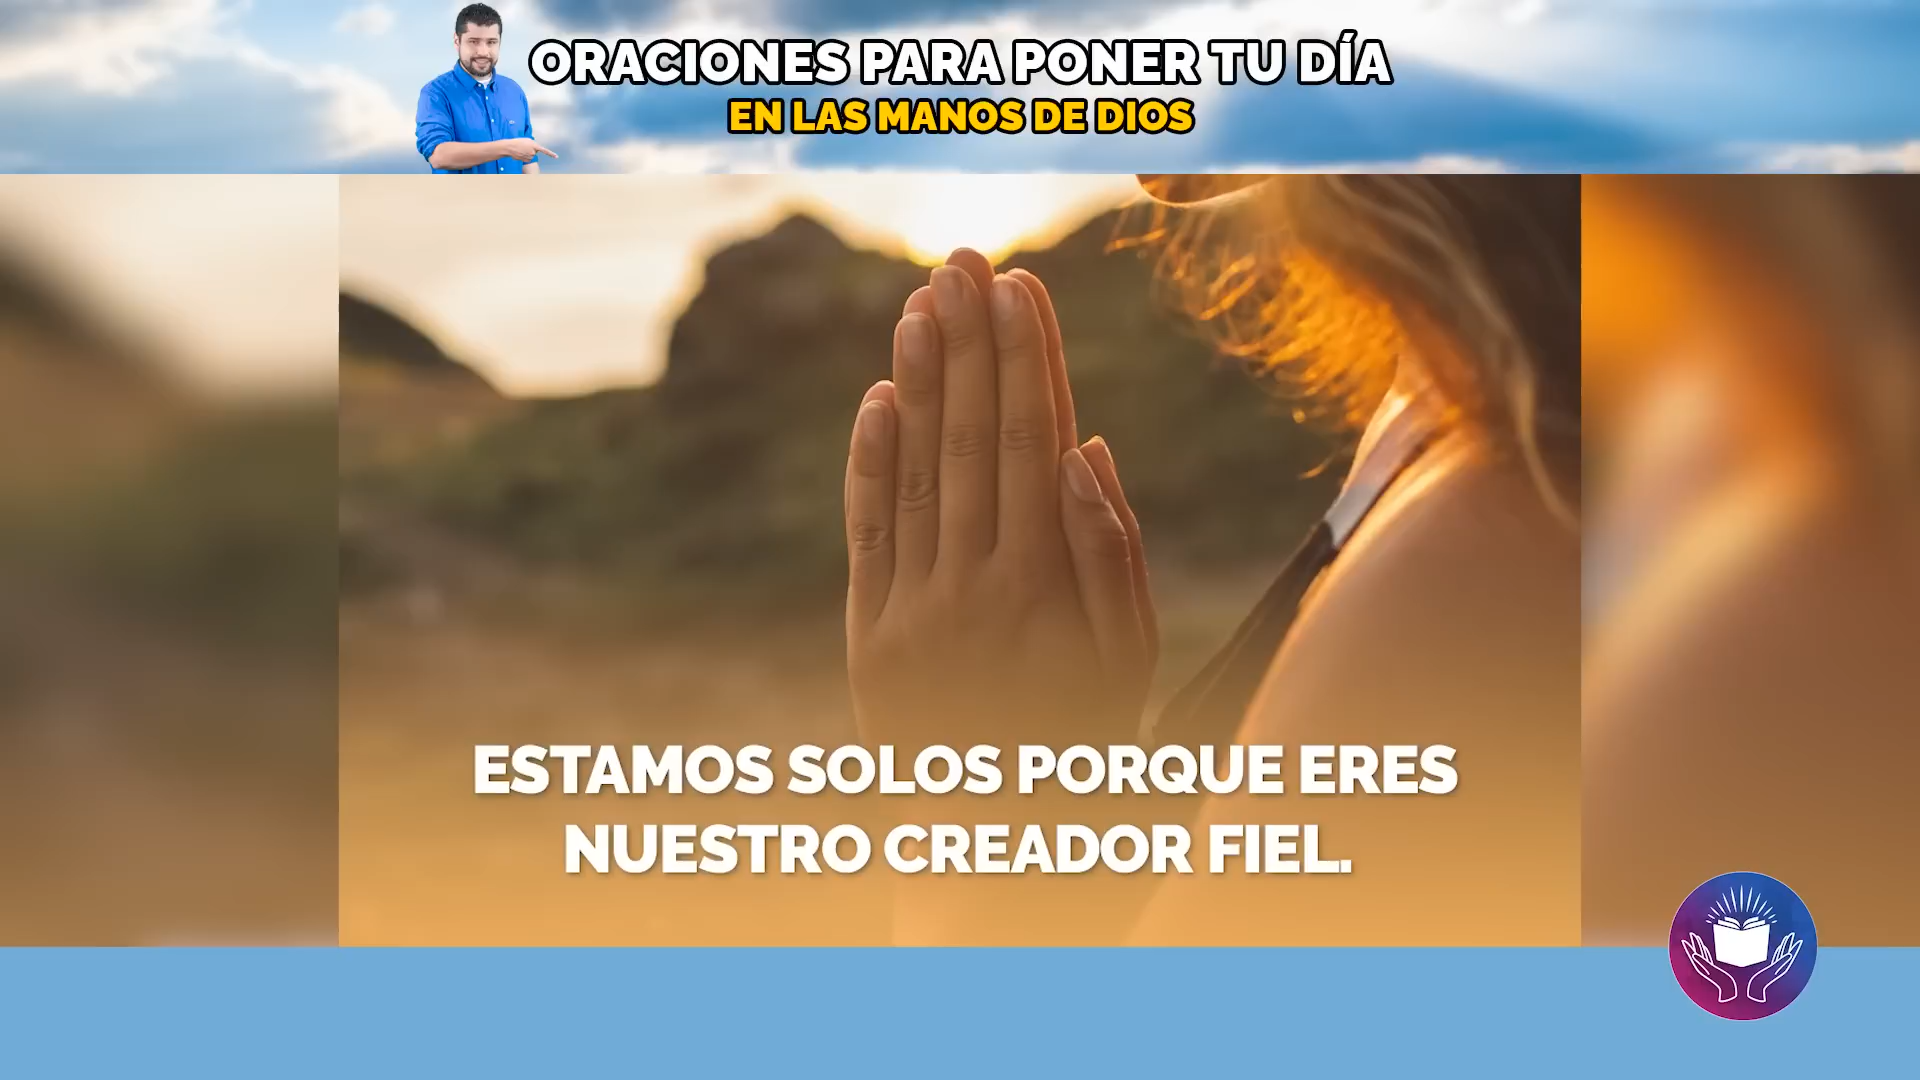 ORACIONES PARA PONER TU DÍA
EN LAS MANOS DE DIOS
ESTAMOS SOLOS PORQUE ERES
NUESTRO CREADOR FIEL.